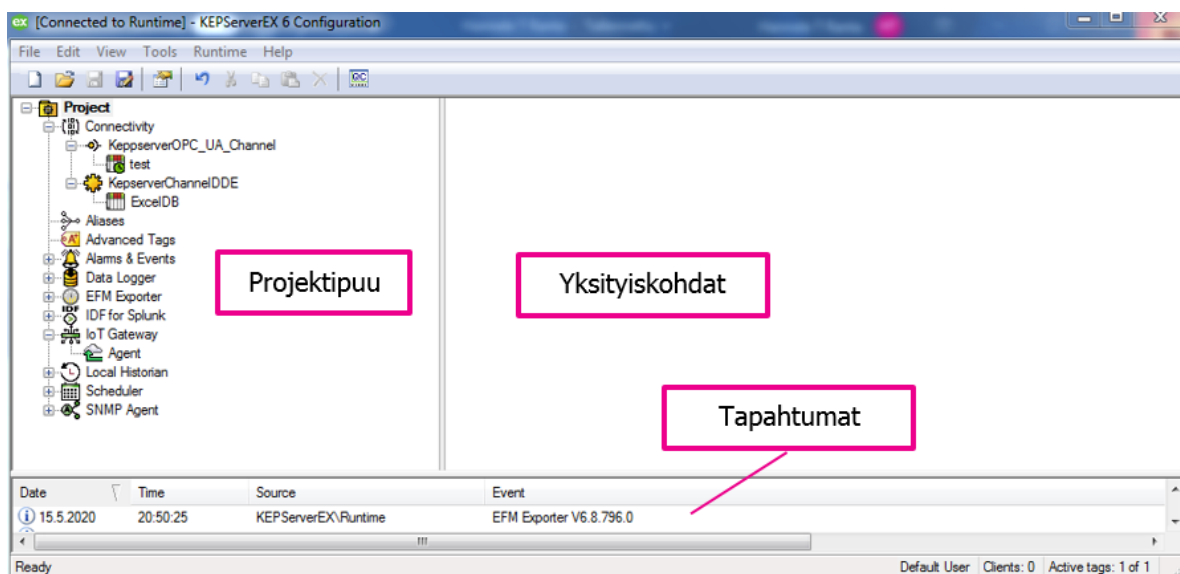 [Connected to Runtime] - KEPServerEX 6 Configuration
File Edit View Tools Runtime Help
Project
Connectivity
KeppserverOPC_UA_Channel
test
KepserverChannelDDE
ExcelDB
Aliases
Advanced Tags
Alarms & Events
Data Logger
EFM Exporter
IDF for Splunk
IoT Gateway
Agent
Local Historian
Scheduler
SNMP Agent
Projektipuu
Yksityiskohdat
Tapahtumat
Date Time Source Event
15.5.2020 20:50:25 KEPServerEX\Runtime EFM Exporter V6.8.796.0
Ready Default User Clients: 0 Active tags: 1 of 1